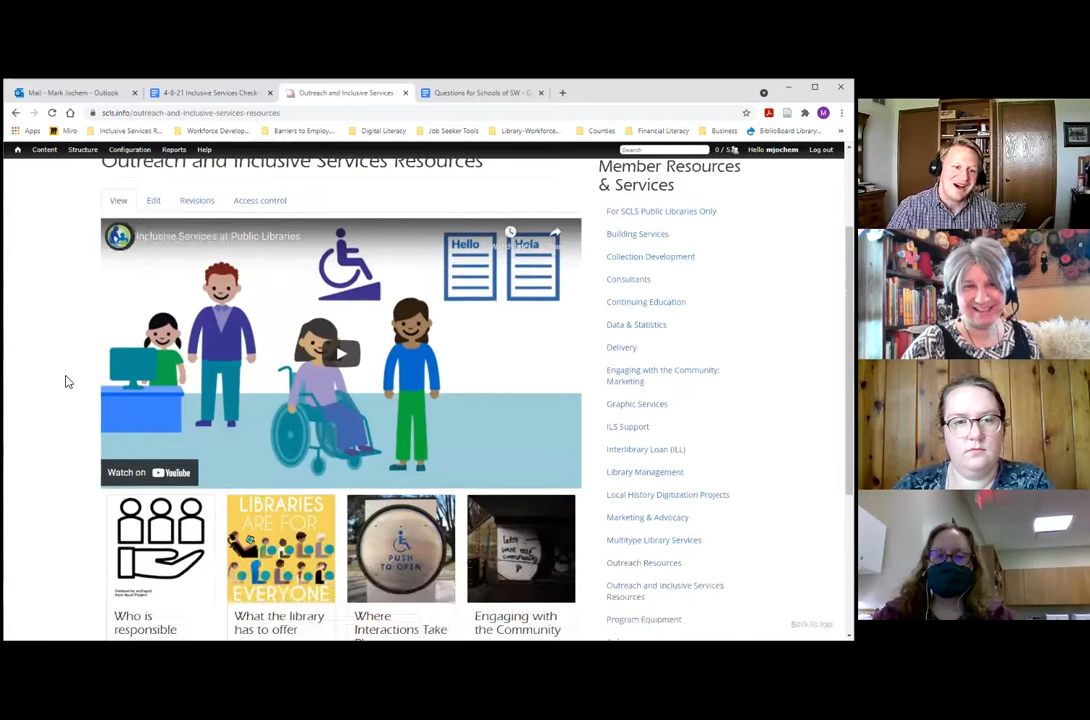 Mail - Mark Jochem - Outlook
4-8-21 Inclusive Services Check-
Outreach and Inclusive Services
Questions for Schools of SW - G
scls.info/outreach-and-inclusive-services-resources
Apps
Miro
Inclusive Services R...
Workforce Develop...
Barriers to Employ...
Digital Literacy
Job Seeker Tools
Library-Workforce...
Counties
Financial Literacy
Business
BiblioBoard Library...
Content
Structure
Configuration
Reports
Help
Search
Hello mjochem
Log out
Outreach and Inclusive Services Resources
View
Edit
Revisions
Access control
Inclusive Services at Public Libraries
Hello
Hola
Watch on YouTube
LIBRARIES
ARE FOR
EVERYONE
PUSH
TO OPEN
Who is
responsible
What the library
has to offer
Where
Interactions Take
Engaging with
the Community
Member Resources
& Services
For SCLS Public Libraries Only
Building Services
Collection Development
Consultants
Continuing Education
Data & Statistics
Delivery
Engaging with the Community:
Marketing
Graphic Services
ILS Support
Interlibrary Loan (ILL)
Library Management
Local History Digitization Projects
Marketing & Advocacy
Multitype Library Services
Outreach Resources
Outreach and Inclusive Services
Resources
Program Equipment
Back to top